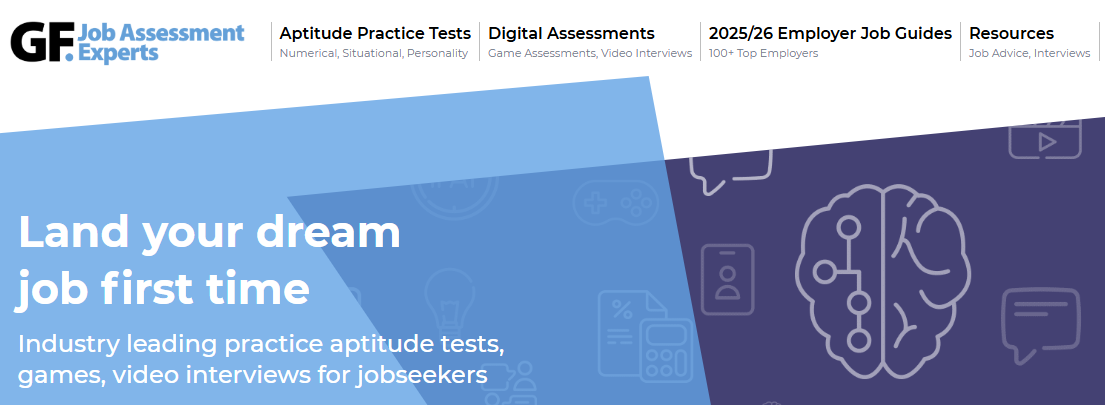 GF. Job Assessment
Experts
Aptitude Practice Tests
Numerical, Situational, Personality
Digital Assessments
Game Assessments, Video Interviews
2025/26 Employer Job Guides
100+ Top Employers
Resources
Job Advice, Interviews
Land your dream
job first time
Industry leading practice aptitude tests,
games, video interviews for jobseekers